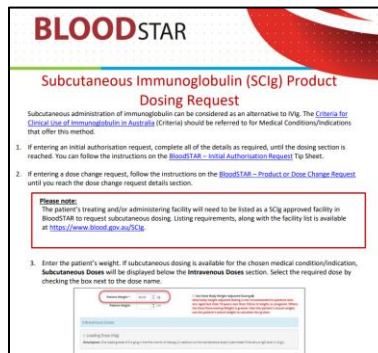 BLOODSTAR
Subcutaneous Immunoglobulin (SCIg) Product
Dosing Request
Subcutaneous administration of immunoglobulin can be considered as an alternative to IVIg. The Criteria for
Clinical Use of Immunoglobulin in Australia (Criteria) should be referred to for Medical Conditions/Indications
that offer this method.
1. If entering an initial authorisation request, complete all of the details as required, until the dosing section is
reached. You can follow the instructions on the BloodSTAR – Initial Authorisation Request Tip Sheet.
2. If entering a dose change request, follow the instructions on the BloodSTAR – Product or Dose Change Request
until you reach the dose change request details section.
Please note:
The patient's treating and/or administering facility will need to be listed as a SCIg approved facility in
BloodSTAR to request subcutaneous dosing. Listing requirements, along with the facility list is available
at https://www.blood.gov.au/SCIg.
3. Enter the patient's weight. If subcutaneous dosing is available for the chosen medical condition/indication,
Subcutaneous Doses will be displayed below the Intravenous Doses section. Select the required dose by
checking the box next to the dose name.
Patient Weight
Patient Height
Intravenous Doses
Loading Dose